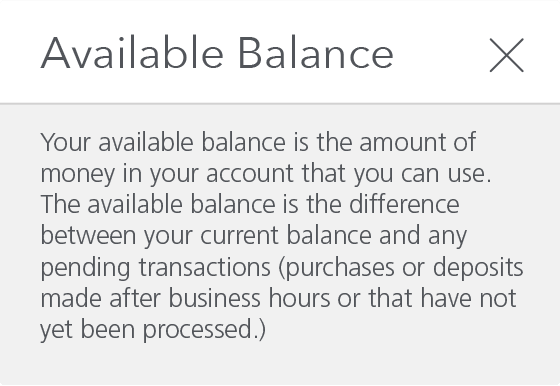 Available Balance
Your available balance is the amount of
money in your account that you can use.
The available balance is the difference
between your current balance and any
pending transactions (purchases or deposits
made after business hours or that have not
yet been processed.)